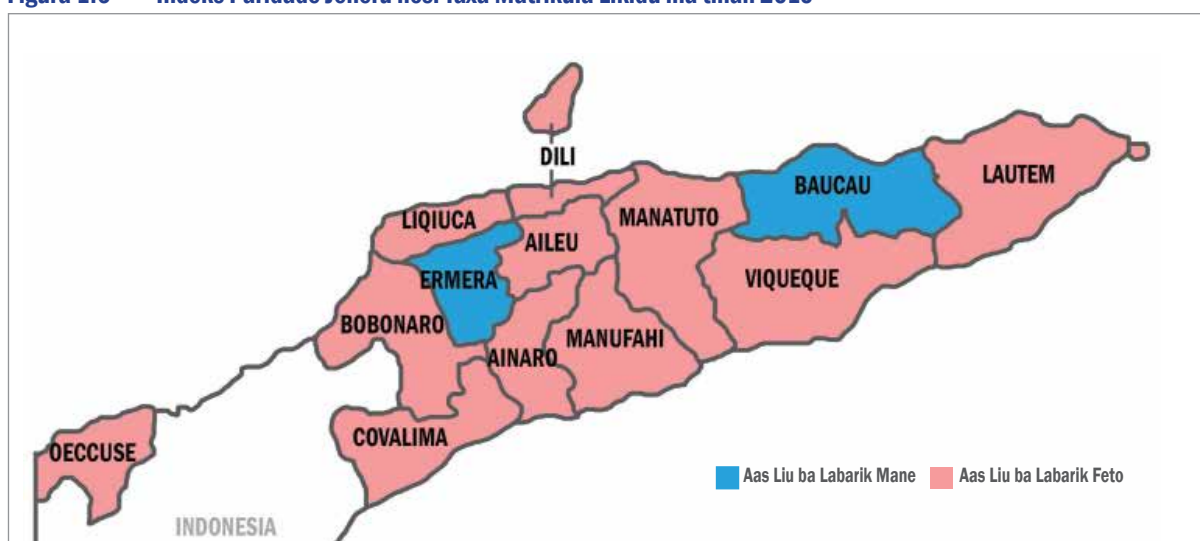 DILI
BAUCAU
LAUTEM
LIQIUCA
MANATUTO
AILEU
ERMERA
VIQUEQUE
BOBONARO
MANUFAHI
AINARO
COVALIMA
OECCUSE
Aas Liu ba Labarik Mane
Aas Liu ba Labarik Feto
INDONESIA